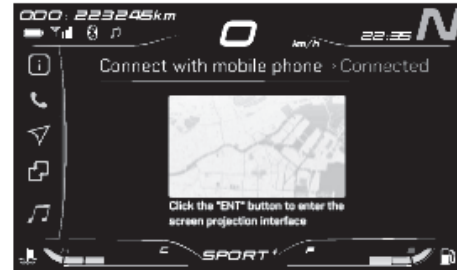 ODO: 223245km
0
km/h
22:35
N
Connect with mobile phone >Connected
Click the "ENT" button to enter the
screen projection interface
C
SPORT